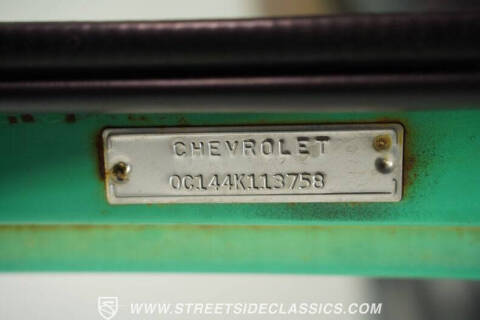 CHEVROLET
0C144K113758
WWW.STREETSIDECLASSICS.COM